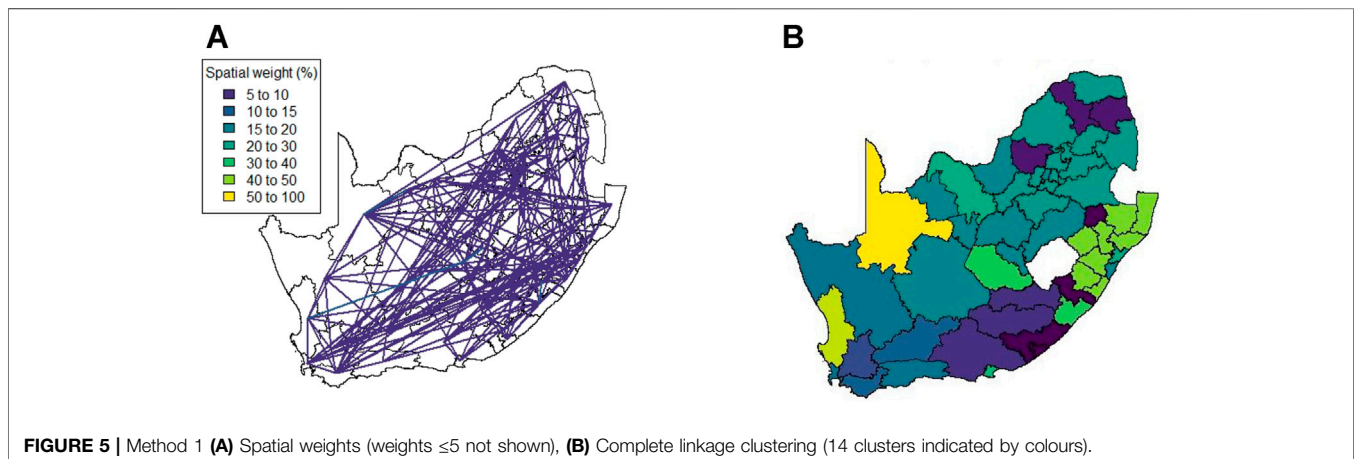 A
B
Spatial weight (%)
5 to 10
10 to 15
15 to 20
20 to 30
30 to 40
40 to 50
50 to 100
FIGURE 5 | Method 1 (A) Spatial weights (weights ≤5 not shown), (B) Complete linkage clustering (14 clusters indicated by colours).